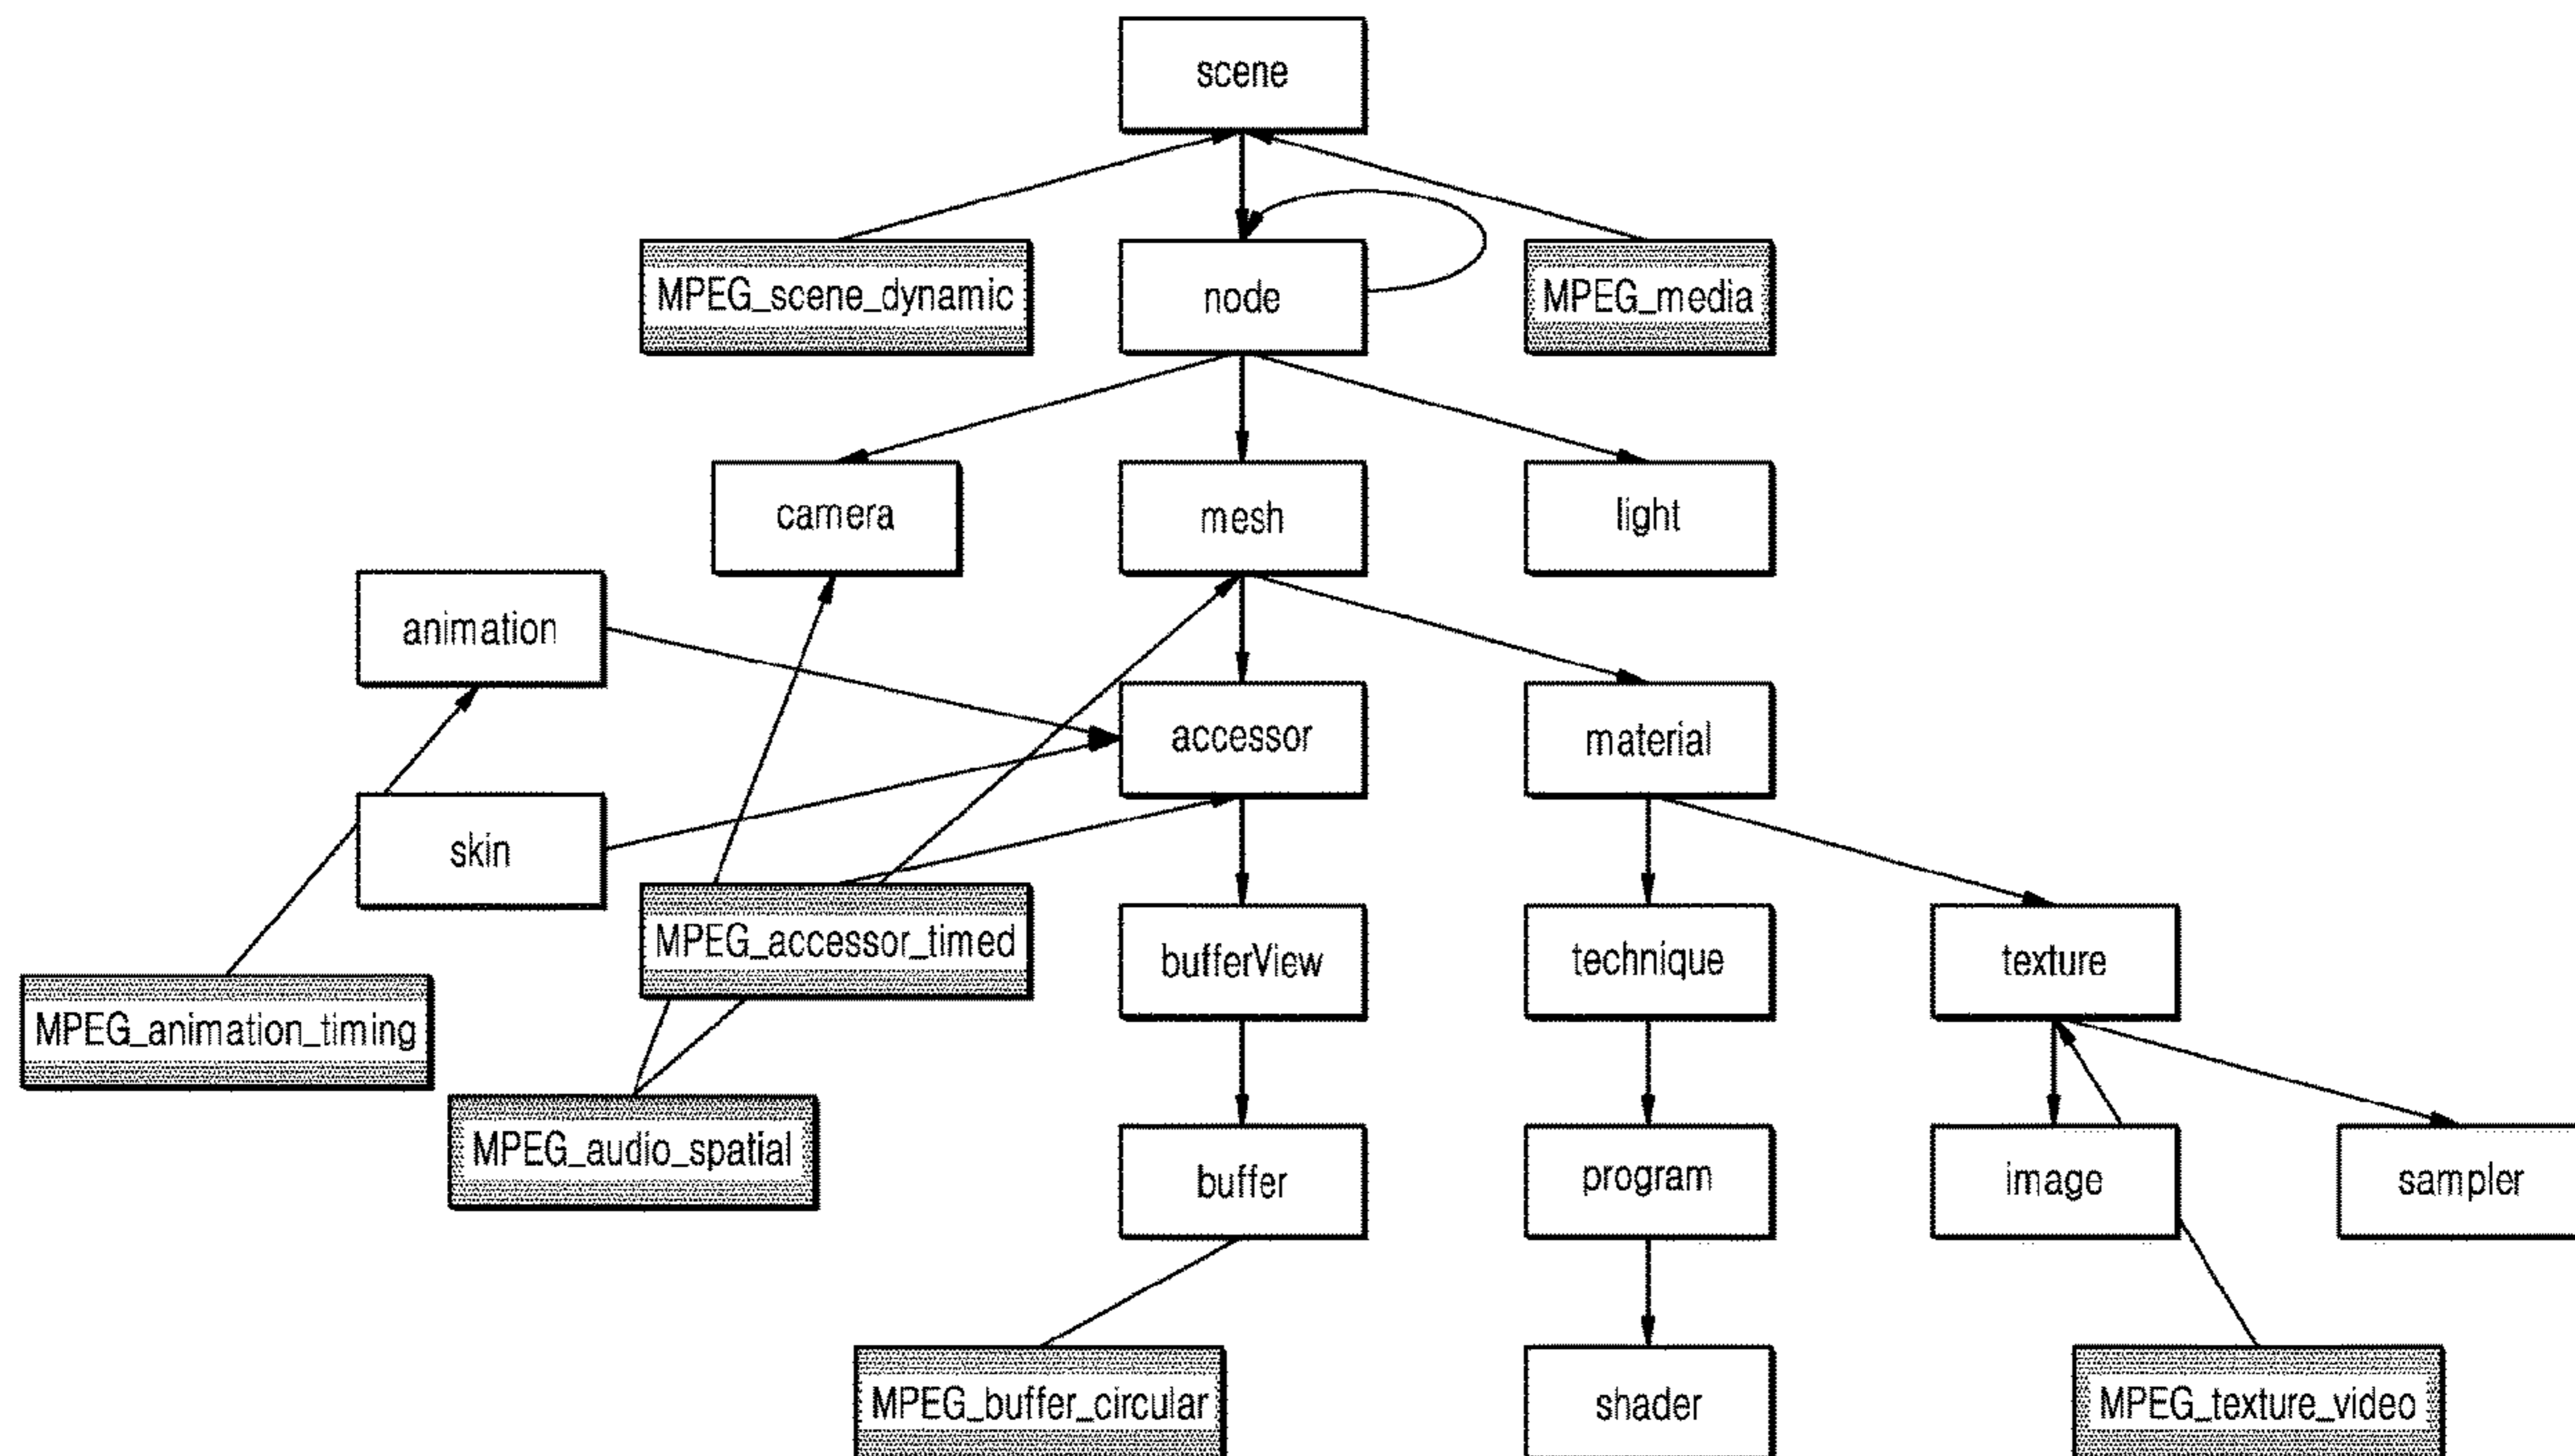 scene
MPEG_scene_dynamic
node
MPEG_media
camera
mesh
light
animation
accessor
material
skin
MPEG_accessor_timed
bufferView
technique
texture
MPEG_animation_timing
MPEG_audio_spatial
buffer
program
image
sampler
MPEG_buffer_circular
shader
MPEG_texture_video